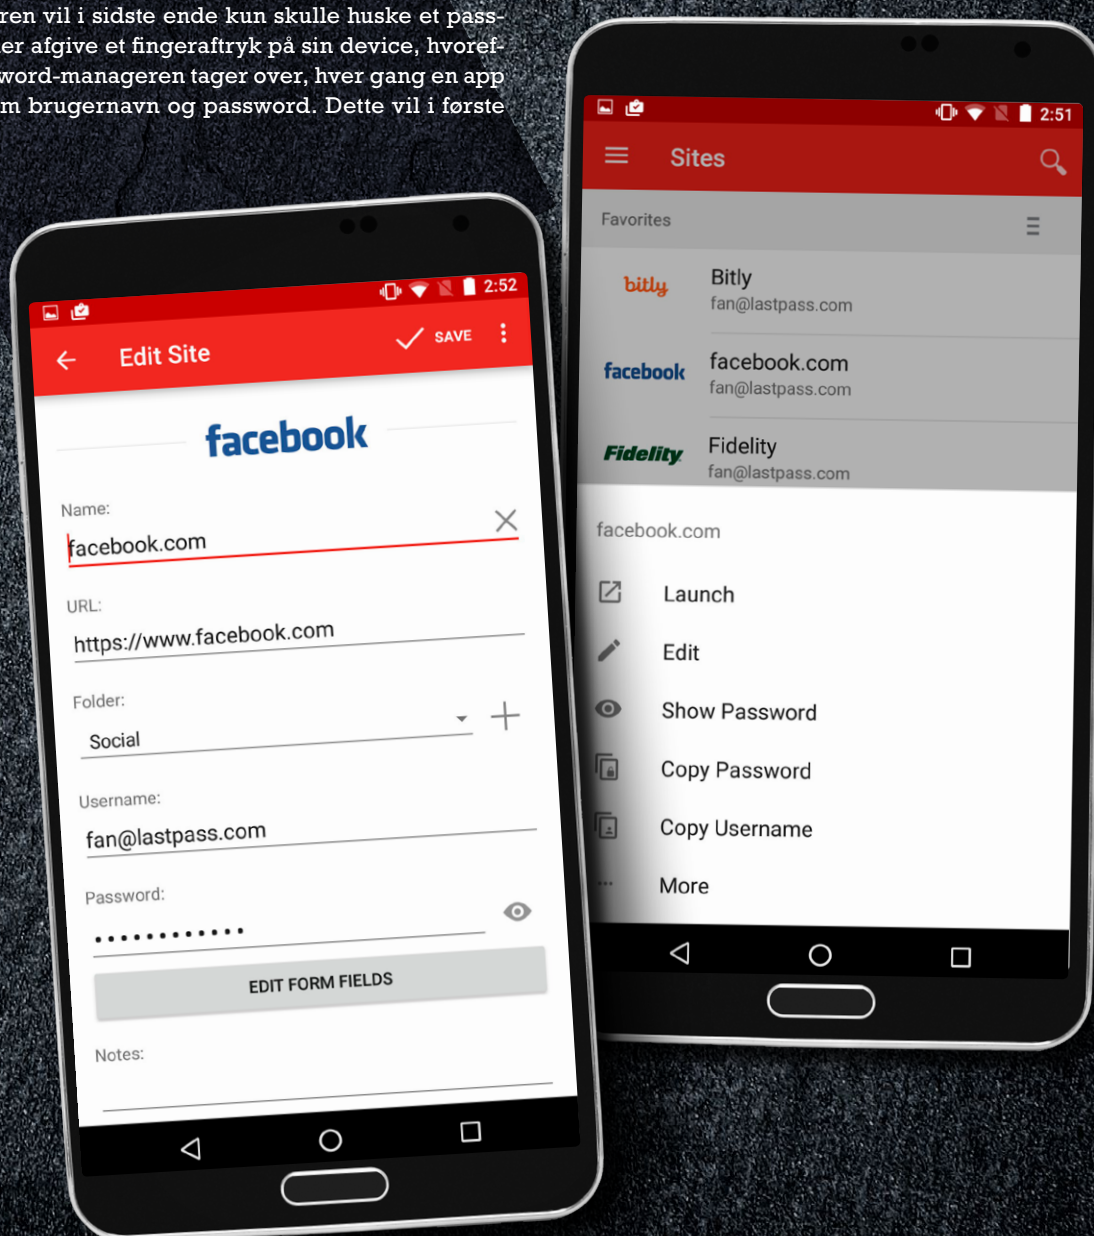 ren vil i sidste ende kun skulle huske et pass-
ler afgive et fingeraftryk på sin device, hvoref-
word-manageren tager over, hver gang en app
m brugernavn og password. Dette vil i første
2:52
Edit Site
SAVE
facebook
Name:
facebook.com
URL:
https://www.facebook.com
Folder:
Social
Username:
fan@lastpass.com
Password:
EDIT FORM FIELDS
Notes:
2:51
Sites
Favorites
bitly
Bitly
fan@lastpass.com
facebook
facebook.com
fan@lastpass.com
Fidelity
Fidelity
fan@lastpass.com
facebook.com
Launch
Edit
Show Password
Copy Password
Copy Username
More